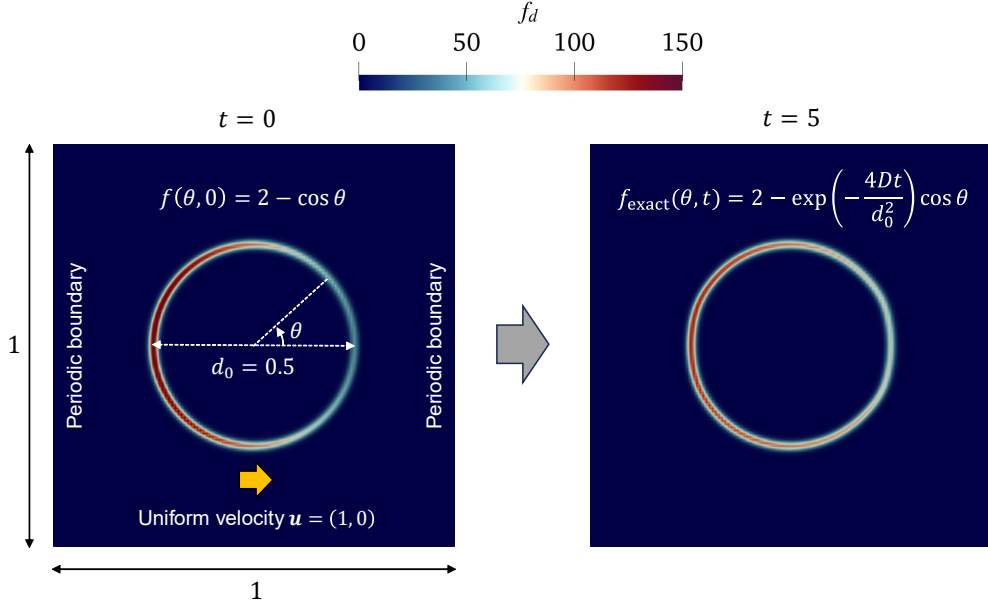 f_d
0 50 100 150
t = 0
t = 5
f(θ, 0) = 2 − cos θ
f_exact(θ, t) = 2 − exp(−4Dt/d_0^2) cos θ
Periodic boundary
Periodic boundary
θ
1
d_0 = 0.5
Uniform velocity u = (1, 0)
1